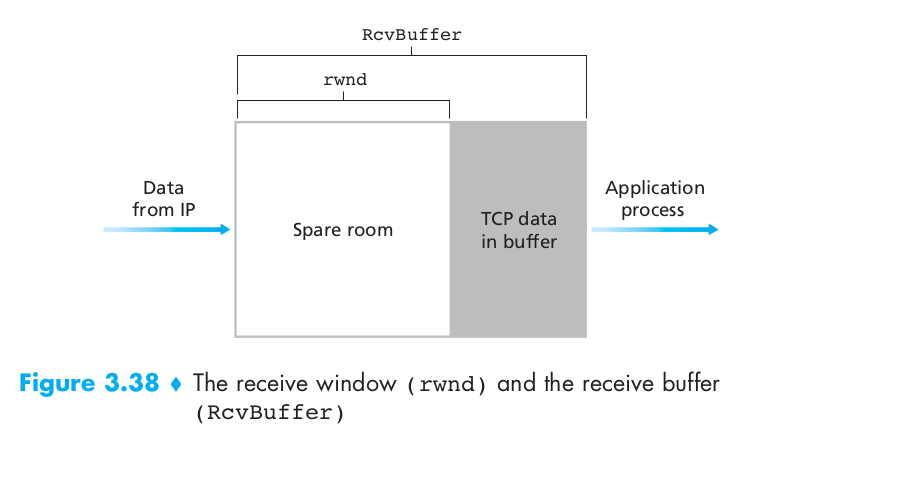 RcvBuffer
rwnd
Data
from IP
Spare room
TCP data
in buffer
Application
process
Figure 3.38 ♦ The receive window (rwnd) and the receive buffer
(RcvBuffer)